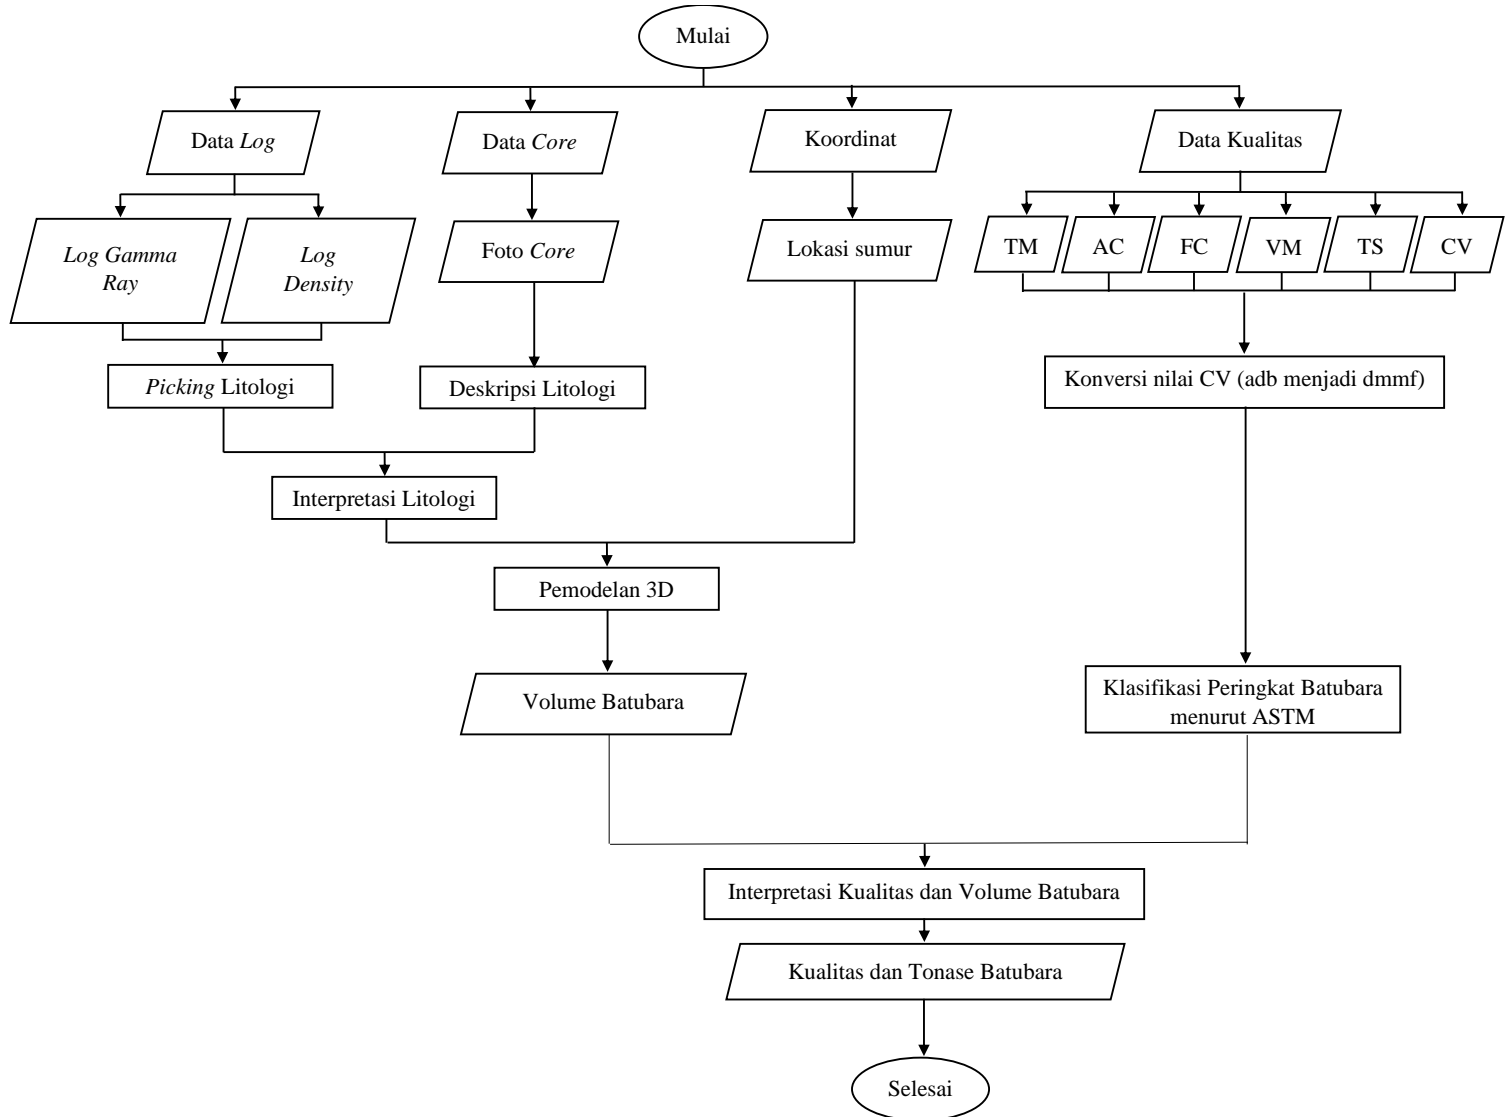 Mulai
Data Log
Data Core
Koordinat
Data Kualitas
Log Gamma
Ray
Log
Density
Foto Core
Lokasi sumur
TM
AC
FC
VM
TS
CV
Picking Litologi
Deskripsi Litologi
Konversi nilai CV (adb menjadi dmmf)
Interpretasi Litologi
Pemodelan 3D
Volume Batubara
Klasifikasi Peringkat Batubara
menurut ASTM
Interpretasi Kualitas dan Volume Batubara
Kualitas dan Tonase Batubara
Selesai